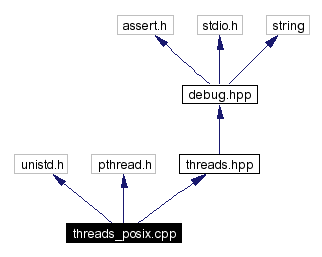 assert.h stdio.h string
debug.hpp
unistd.h pthread.h threads.hpp
threads_posix.cpp